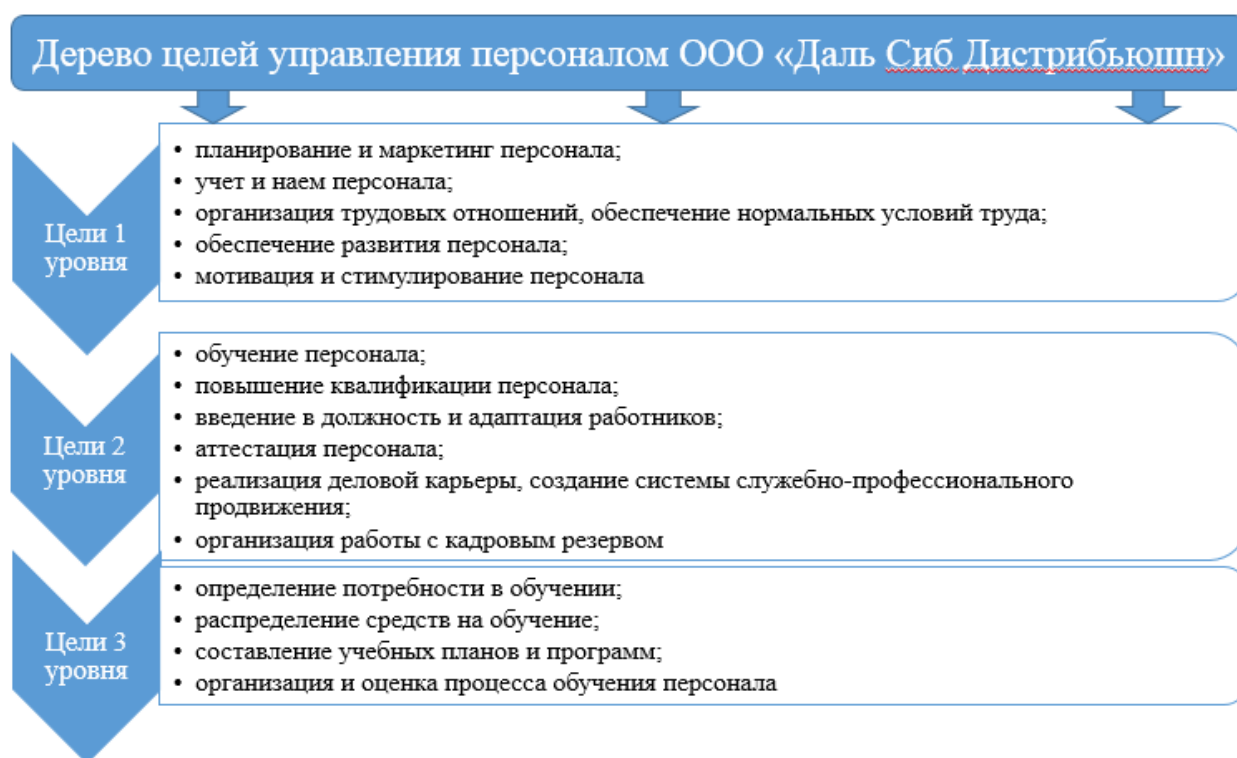 Дерево целей управления персоналом ООО «Даль Сиб Дистрибьюшн»
Цели 1
уровня
• планирование и маркетинг персонала;
• учет и наем персонала;
• организация трудовых отношений, обеспечение нормальных условий труда;
• обеспечение развития персонала;
• мотивация и стимулирование персонала
Цели 2
уровня
• обучение персонала;
• повышение квалификации персонала;
• введение в должность и адаптация работников;
• аттестация персонала;
• реализация деловой карьеры, создание системы служебно-профессионального
продвижения;
• организация работы с кадровым резервом
Цели 3
уровня
• определение потребности в обучении;
• распределение средств на обучение;
• составление учебных планов и программ;
• организация и оценка процесса обучения персонала